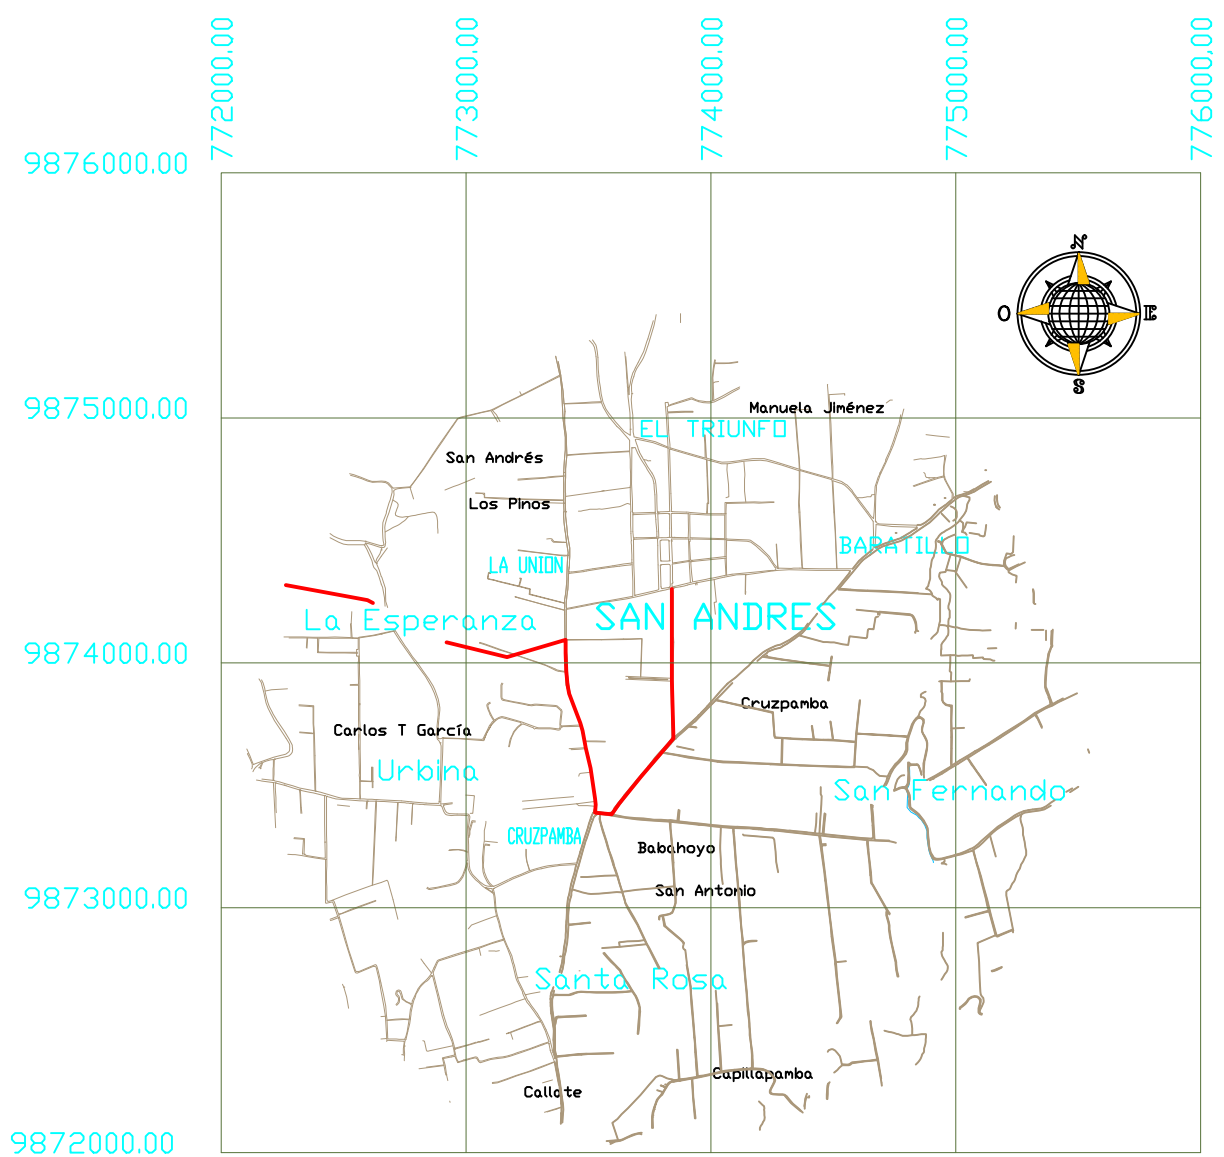 772000.00
773000.00
774000.00
775000.00
776000.00
9876000.00
N
O
E
S
9875000.00
Manuela Jiménez
EL TRIUNFO
San Andrés
Los Pinos
BARATILLO
LA UNION
La Esperanza
SAN ANDRES
9874000.00
Cruzpamba
Carlos T García
Urbina
San Fernando
CRUZPAMBA
Babahoyo
San Antonio
9873000.00
Santa Rosa
Capillapamba
Callate
9872000.00